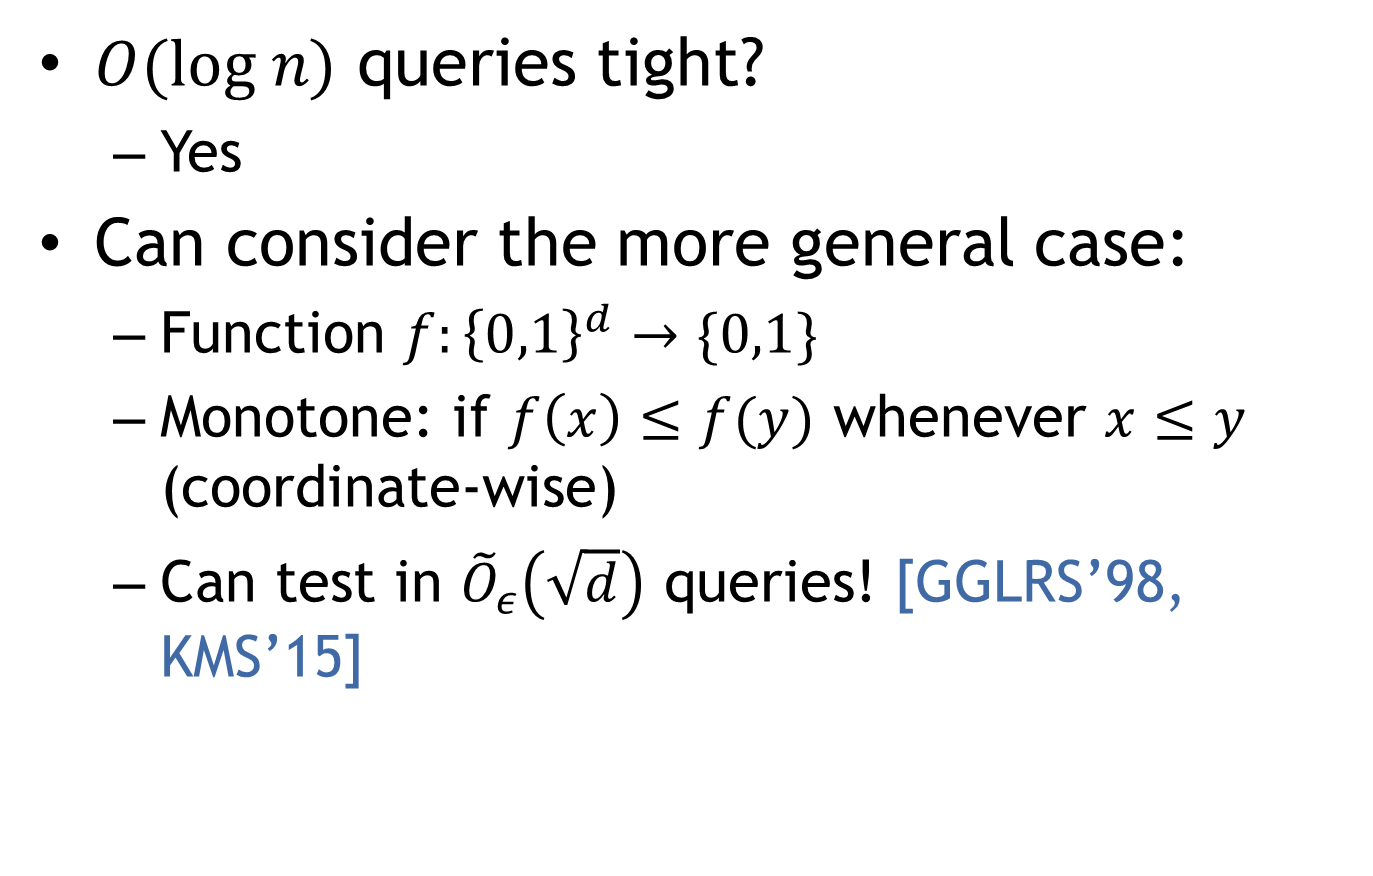 • O(log n) queries tight?
– Yes
• Can consider the more general case:
– Function f: {0,1}ᵈ → {0,1}
– Monotone: if f(x) ≤ f(y) whenever x ≤ y
(coordinate-wise)
– Can test in Õ_ϵ(√d) queries! [GGLRS’98,
KMS’15]